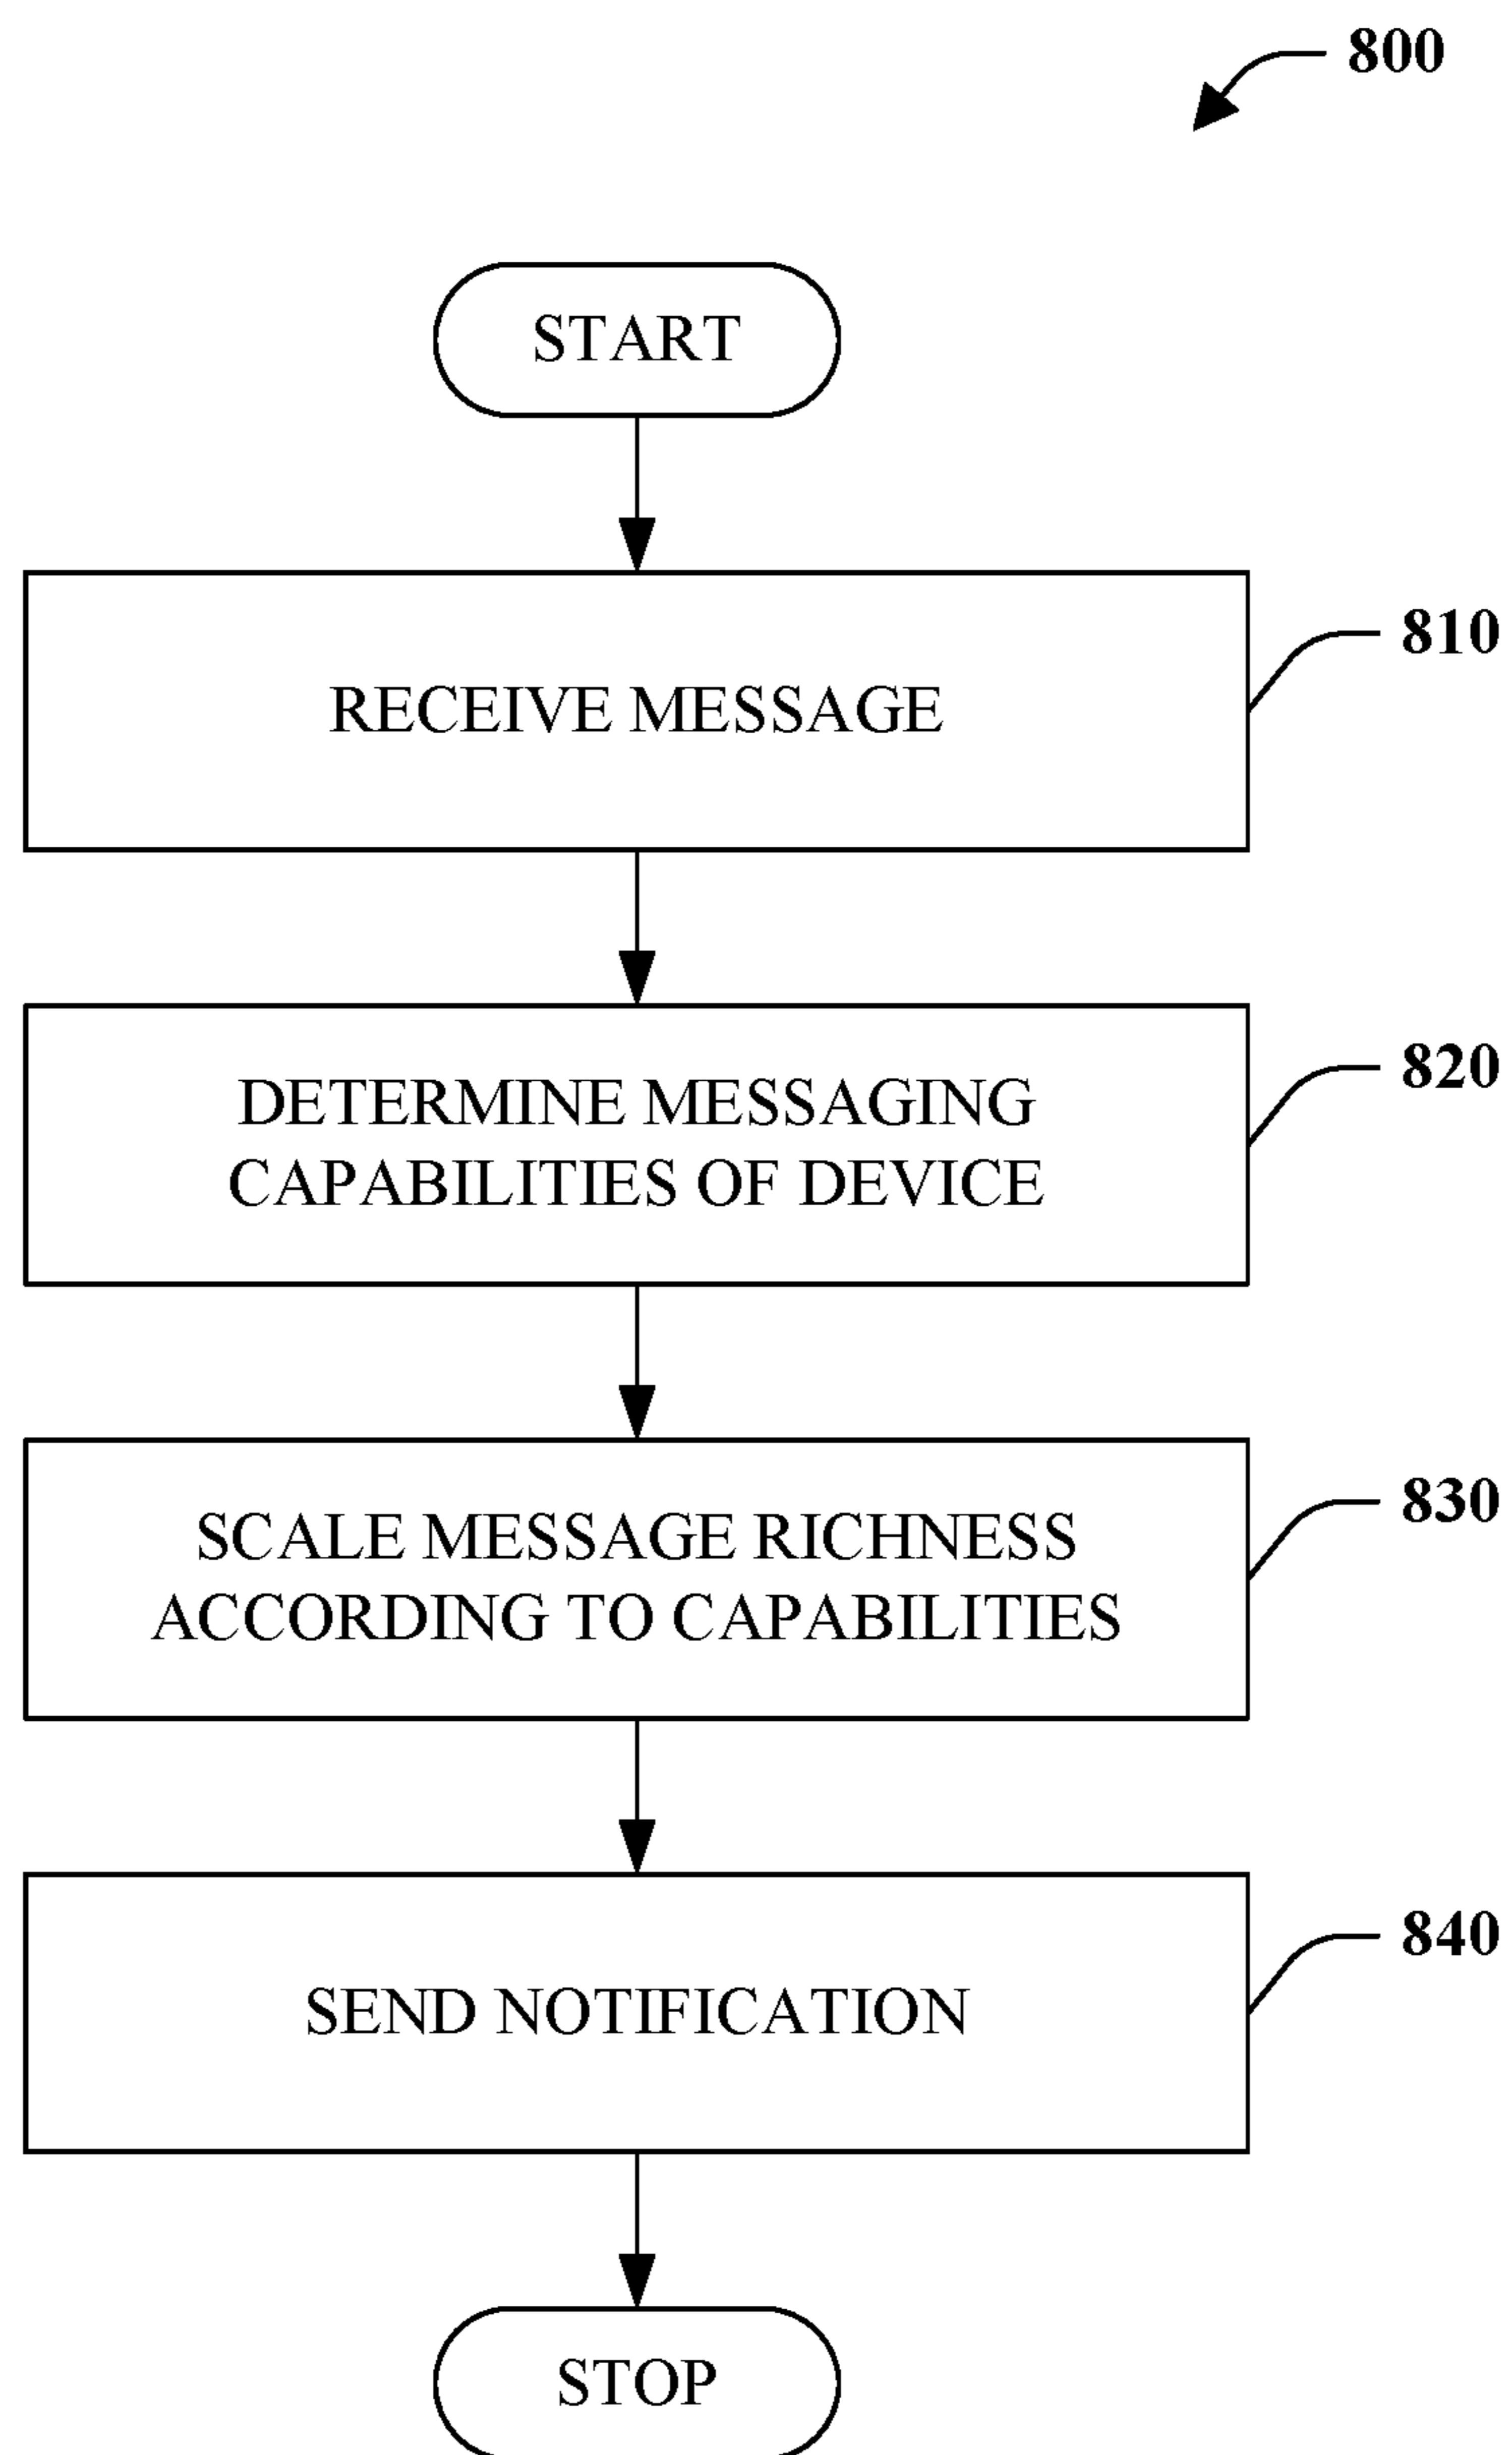 800
START
RECEIVE MESSAGE
810
DETERMINE MESSAGING
CAPABILITIES OF DEVICE
820
SCALE MESSAGE RICHNESS
ACCORDING TO CAPABILITIES
830
SEND NOTIFICATION
840
STOP